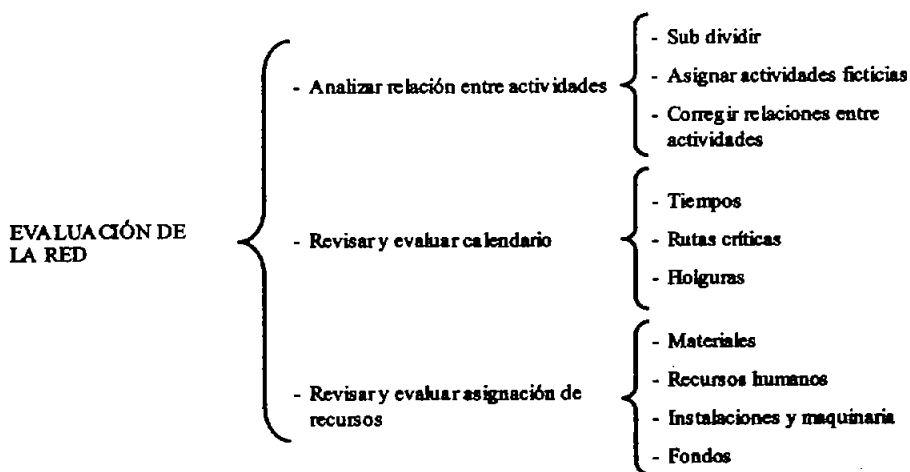 - Sub dividir
- Analizar relación entre actividades
- Asignar actividades ficticias
- Corregir relaciones entre
actividades
EVALUACIÓN DE
LA RED
- Revisar y evaluar calendario
- Tiempos
- Rutas críticas
- Holguras
- Revisar y evaluar asignación de
recursos
- Materiales
- Recursos humanos
- Instalaciones y maquinaria
- Fondos